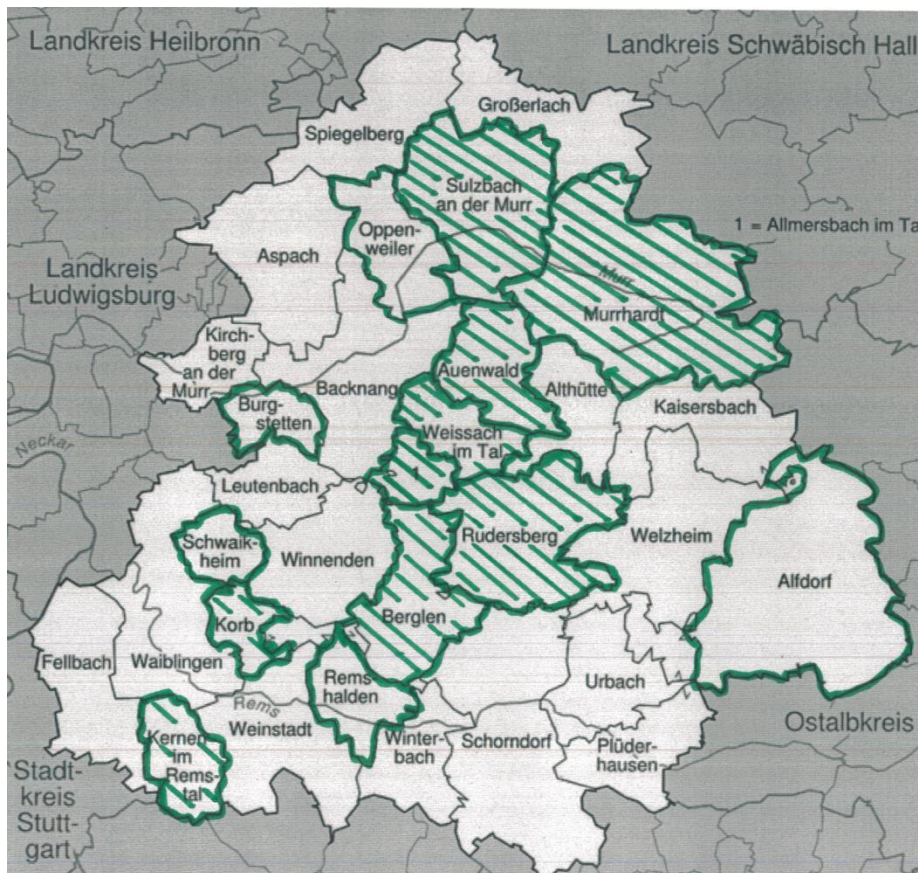 Landkreis Heilbronn
Landkreis Schwäbisch Hall
Großerlach
Spiegelberg
Sulzbach
an der Murr
1 = Allmersbach im Ta
Oppen-
weiler
Aspach
Landkreis
Ludwigsburg
Murr
Murrhardt
Kirch-
berg
an der
Murr
Auenwald
Backnang
Althütte
Kaisersbach
Burg-
stetten
Weissach
im Tal
Neckar
1
Leutenbach
Rudersberg
Welzheim
Schwaik-
heim
Winnenden
Alfdorf
Korb
Berglen
Fellbach
Waiblingen
Rems-
halden
Urbach
Rems
Weinstadt
Ostalbkreis
Kernen
im
Rems-
tal
Winter-
bach
Schorndorf
Plüder-
hausen
Stadt-
kreis
Stutt-
gart